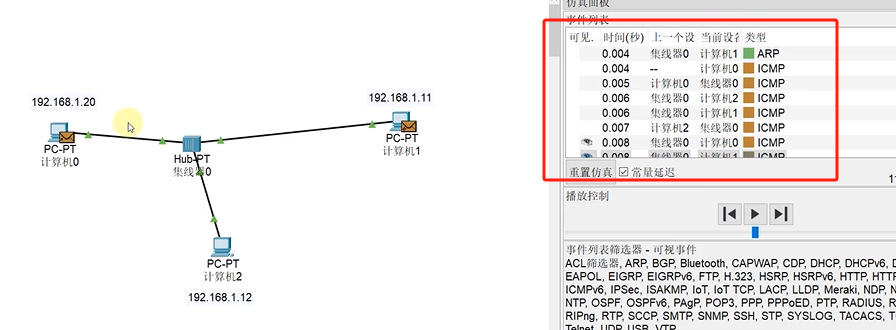 仿真面板
事件列表
可见. 时间(秒) 上一个设 当前设备 类型
0.004 集线器0 计算机1 ARP
0.004 -- 计算机0 ICMP
0.005 计算机0 集线器0 ICMP
0.006 集线器0 计算机2 ICMP
0.006 集线器0 计算机1 ICMP
0.007 计算机2 集线器0 ICMP
0.008 集线器0 计算机0 ICMP
0.008 集线器0 计算机1 ICMP
重置仿真 常量延迟
播放控制
事件列表筛选器 - 可视事件
ACL筛选器, ARP, BGP, Bluetooth, CAPWAP, CDP, DHCP, DHCPv6,
EAPOL, EIGRP, EIGRPv6, FTP, H.323, HSRP, HSRPv6, HTTP,
ICMPv6, IPSec, ISAKMP, IoT, IoT TCP, LACP, LLDP, Meraki, NDP,
NTP, OSPF, OSPFv6, PAgP, POP3, PPP, PPPoED, PTP, RADIUS,
RIPng, RTP, SCCP, SMTP, SNMP, SSH, STP, SYSLOG, TACACS,
Telnet, UDP, USB, VTP
192.168.1.20
PC-PT
计算机0
Hub-PT
集线器0
192.168.1.11
PC-PT
计算机1
PC-PT
计算机2
192.168.1.12